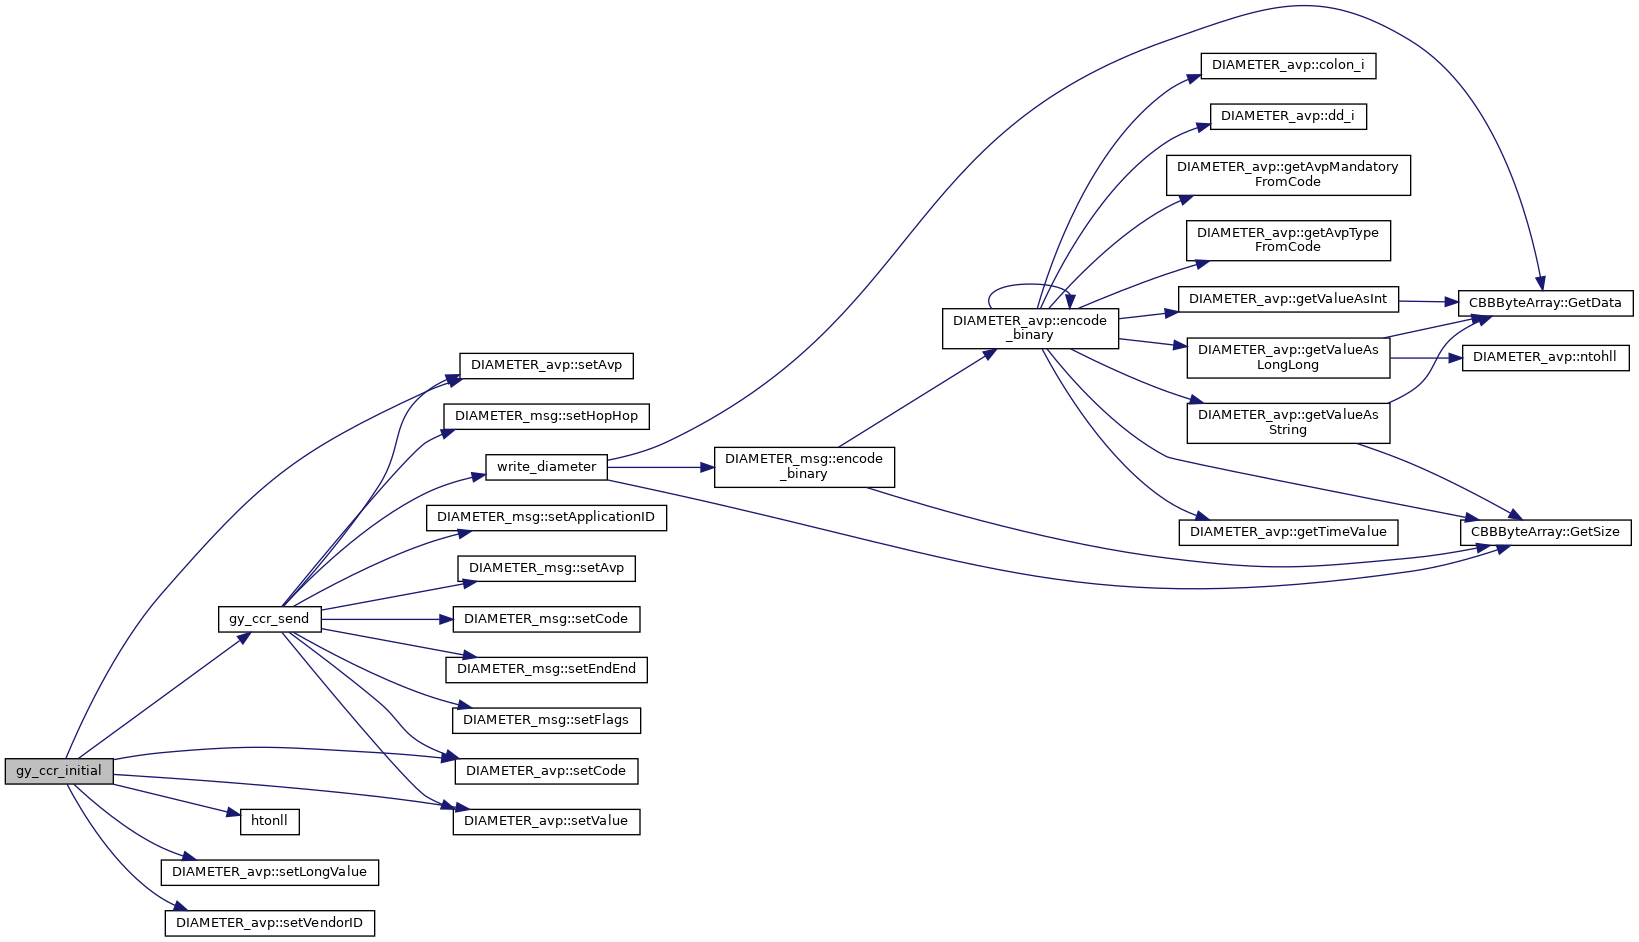 DIAMETER_avp::colon_i
DIAMETER_avp::dd_i
DIAMETER_avp::getAvpMandatory
FromCode
DIAMETER_avp::getAvpType
FromCode
DIAMETER_avp::getValueAsInt
CBBByteArray::GetData
DIAMETER_avp::encode
_binary
DIAMETER_avp::getValueAs
LongLong
DIAMETER_avp::ntohll
DIAMETER_avp::setAvp
DIAMETER_msg::setHopHop
DIAMETER_avp::getValueAs
String
write_diameter
DIAMETER_msg::encode
_binary
DIAMETER_msg::setApplicationID
DIAMETER_avp::getTimeValue
CBBByteArray::GetSize
DIAMETER_msg::setAvp
gy_ccr_send
DIAMETER_msg::setCode
DIAMETER_msg::setEndEnd
DIAMETER_msg::setFlags
gy_ccr_initial
DIAMETER_avp::setCode
htonll
DIAMETER_avp::setValue
DIAMETER_avp::setLongValue
DIAMETER_avp::setVendorID